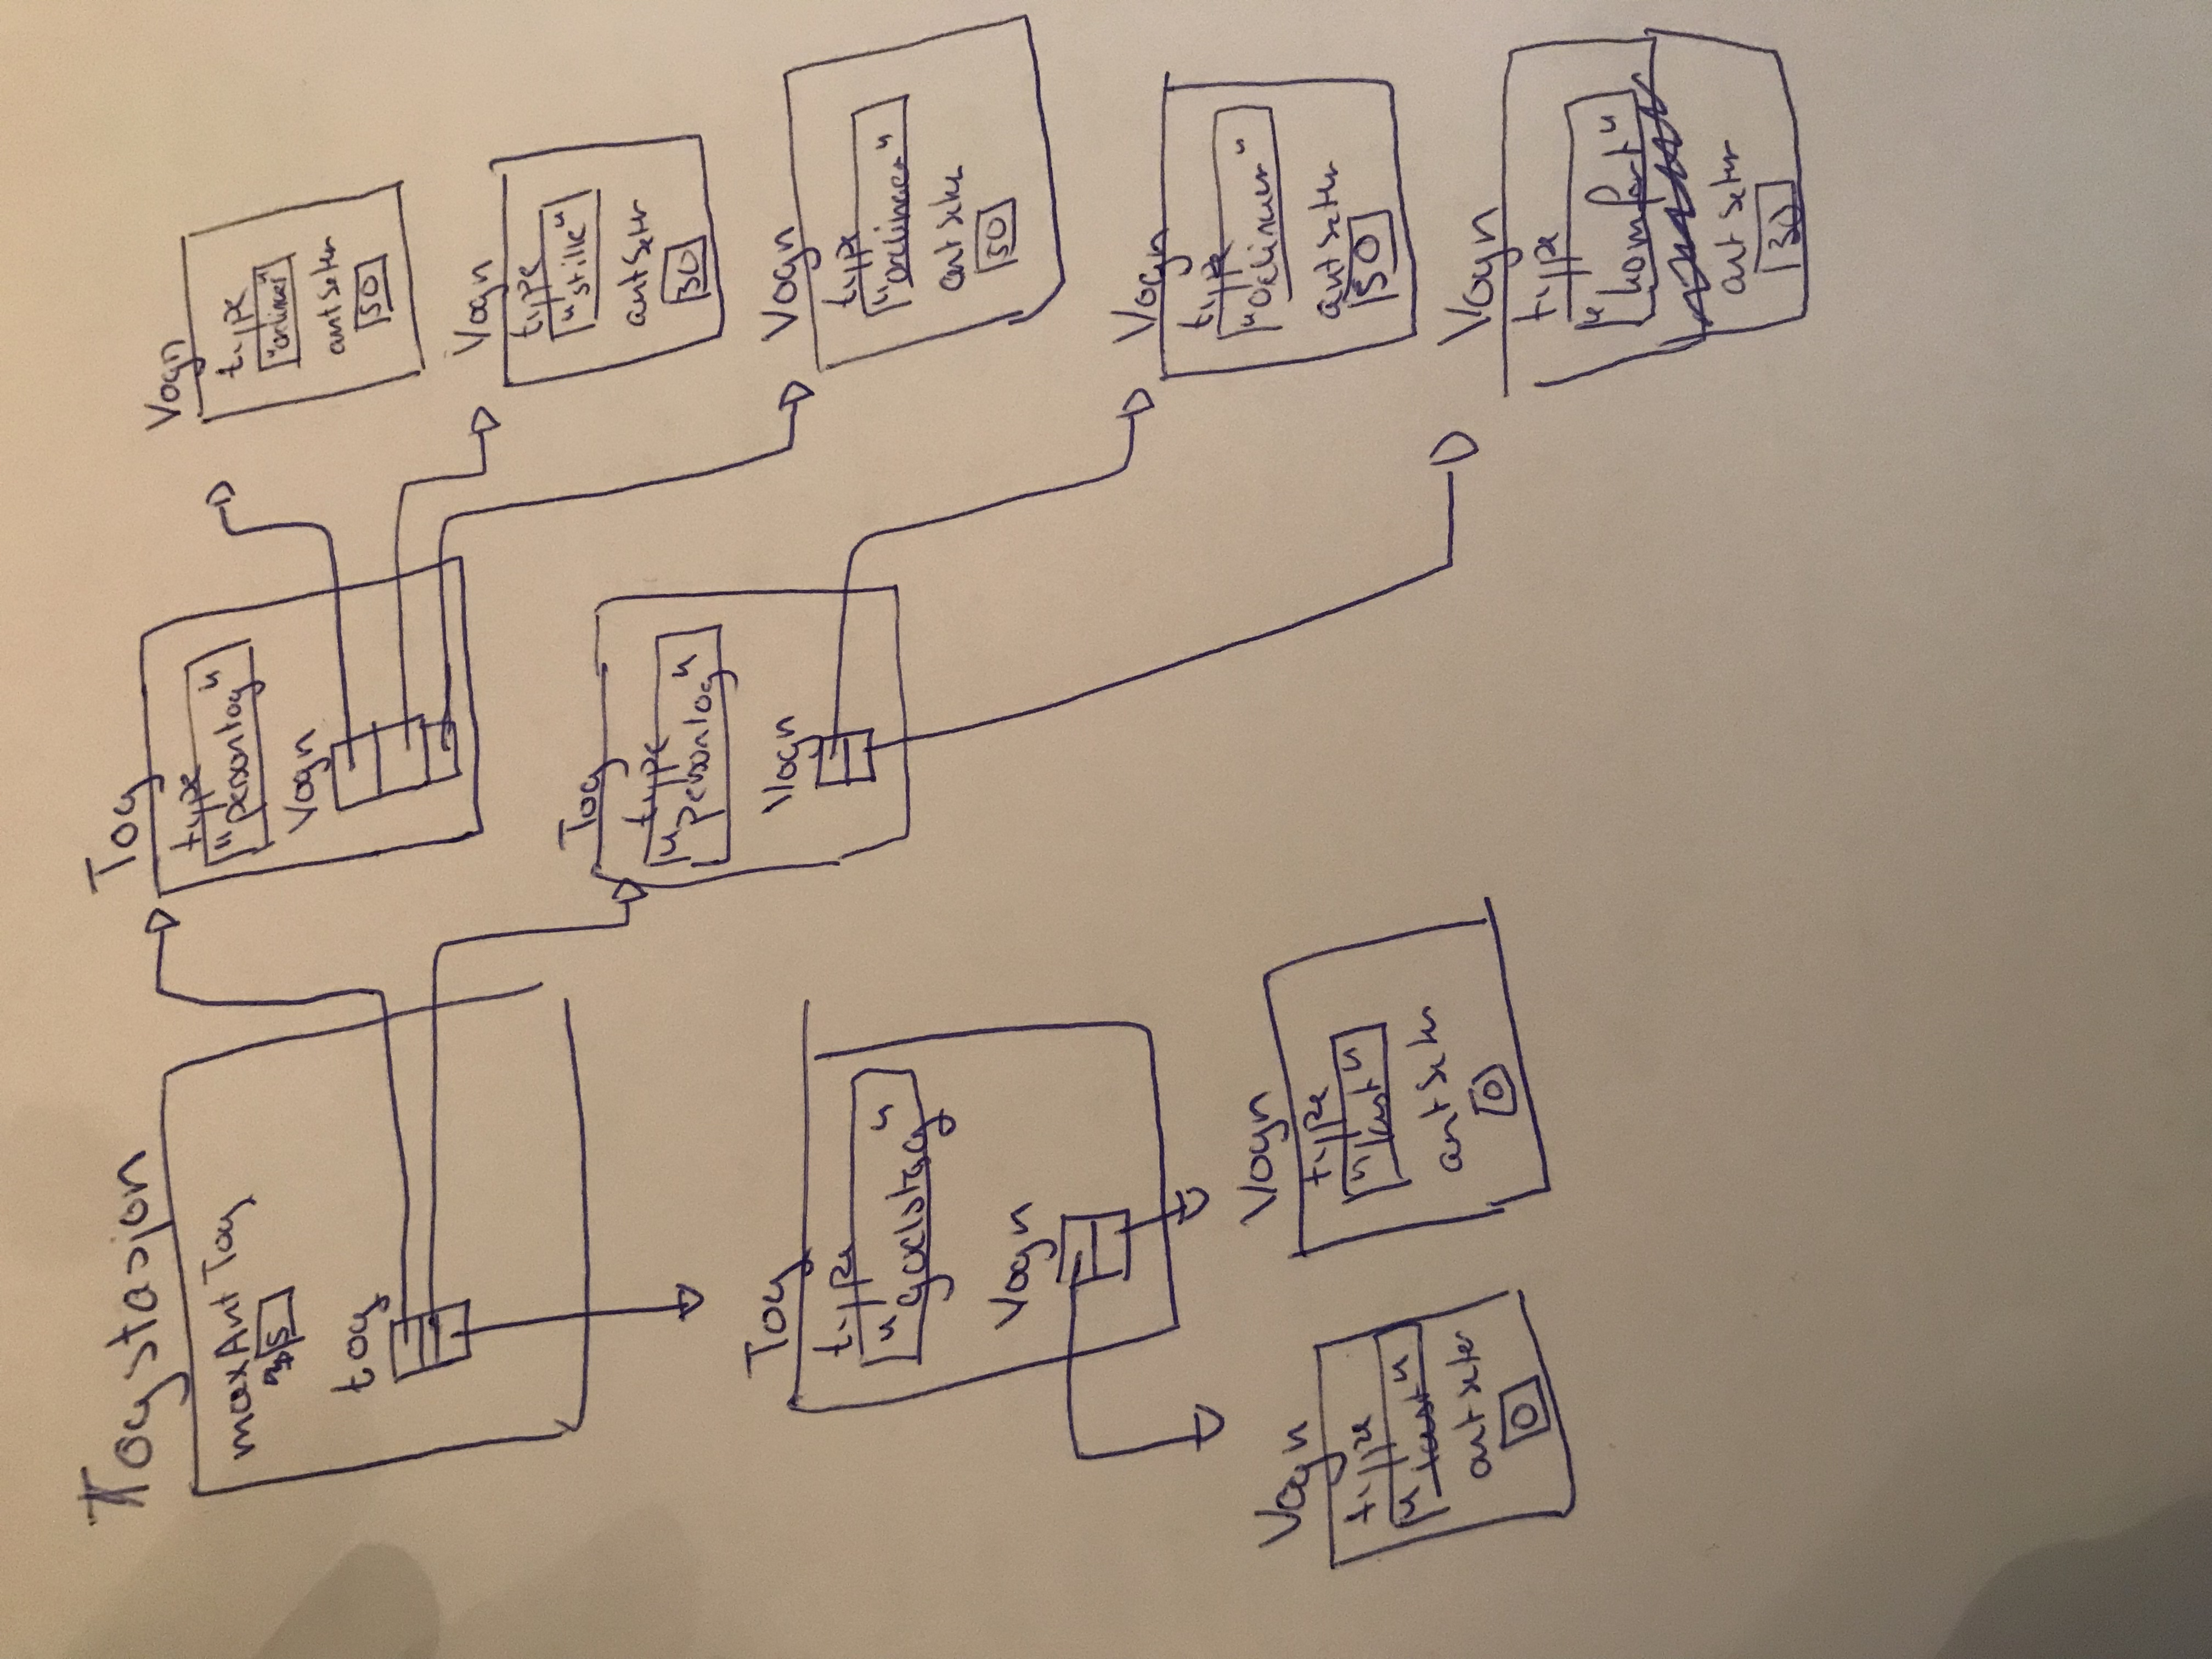 Togstasjon
maxAntTog
5
tog
Tog
type
"persontog"
Vogn
Vogn
type
"ordinær"
antSeter
50
Vogn
type
"stille"
antSeter
30
Vogn
type
"ordinær"
antSeter
50
Tog
type
"persontog"
Vogn
Vogn
type
"ordinær"
antSeter
50
Vogn
type
"komfort"
antSeter
30
Tog
type
"godstog"
Vogn
Vogn
type
"last"
antSeter
0
Vogn
type
"last"
antSeter
0